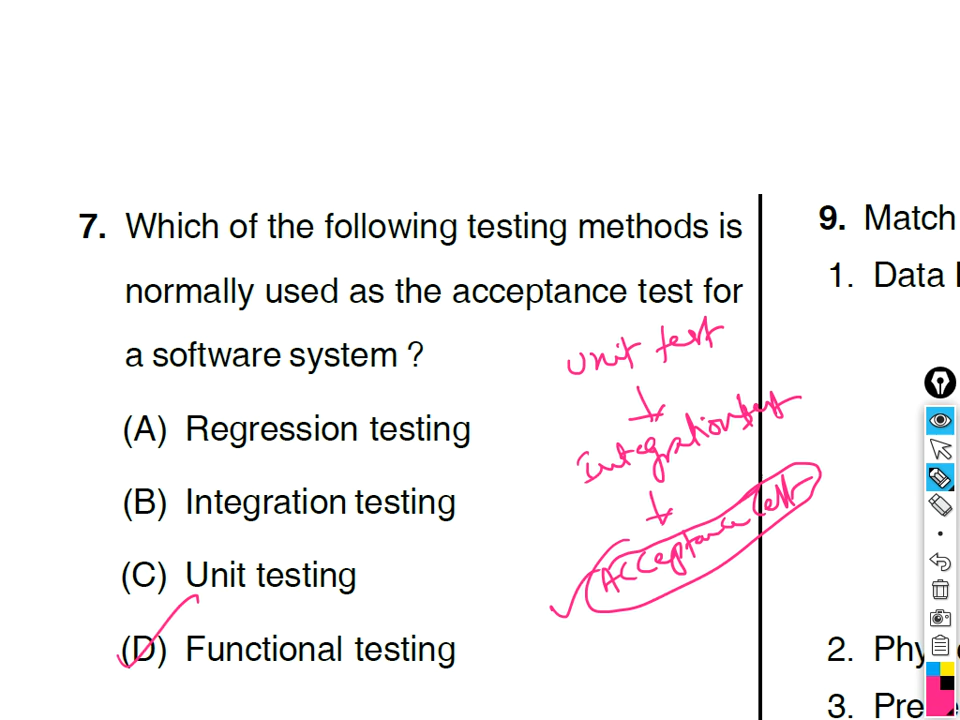 7. Which of the following testing methods is
normally used as the acceptance test for
a software system ?
(A) Regression testing
(B) Integration testing
(C) Unit testing
(D) Functional testing
unit test
integration test
Acceptance test
9. Match
1. Data
2. Phy
3. Pre